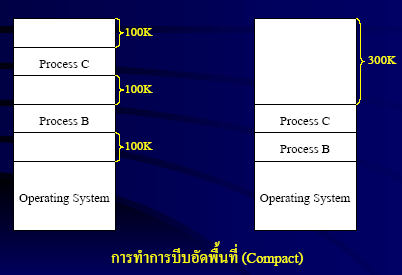 100K
Process C
100K
Process B
100K
Operating System
300K
Process C
Process B
Operating System
การทำการบีบอัดพื้นที่ (Compact)